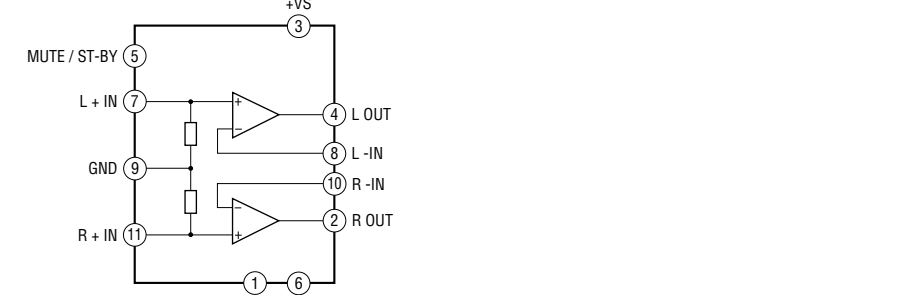 +VS
3
MUTE / ST-BY 5
L + IN 7
+
4 L OUT
−
8 L -IN
GND 9
10 R -IN
−
2 R OUT
R + IN 11
+
1 6